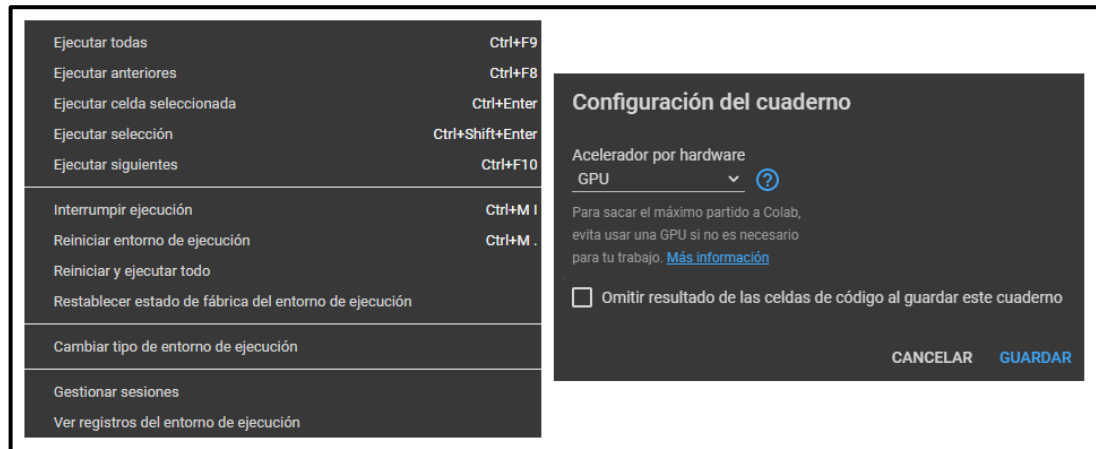 Ejecutar todas Ctrl+F9
Ejecutar anteriores Ctrl+F8
Ejecutar celda seleccionada Ctrl+Enter
Ejecutar selección Ctrl+Shift+Enter
Ejecutar siguientes Ctrl+F10
Interrumpir ejecución Ctrl+M I
Reiniciar entorno de ejecución Ctrl+M .
Reiniciar y ejecutar todo
Restablecer estado de fábrica del entorno de ejecución
Cambiar tipo de entorno de ejecución
Gestionar sesiones
Ver registros del entorno de ejecución
Configuración del cuaderno
Acelerador por hardware
GPU ?
Para sacar el máximo partido a Colab,
evita usar una GPU si no es necesario
para tu trabajo. Más información
Omitir resultado de las celdas de código al guardar este cuaderno
CANCELAR GUARDAR